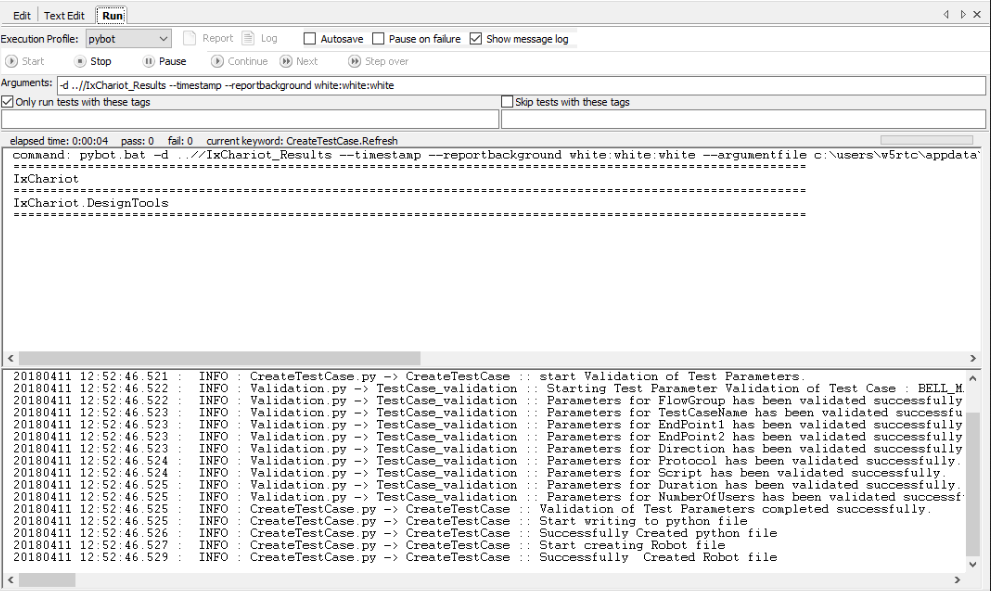 Edit Text Edit Run
Execution Profile: pybot Report Log Autosave Pause on failure Show message log
Start Stop Pause Continue Next Step over
Arguments: -d ..//IxChariot_Results --timestamp --reportbackground white:white:white
Only run tests with these tags Skip tests with these tags
elapsed time: 0:00:04 pass: 0 fail: 0 current keyword: CreateTestCase.Refresh
command: pybot.bat -d ..//IxChariot_Results --timestamp --reportbackground white:white:white --argumentfile c:\users\w5rtc\appdata\
==============================================================================
IxChariot
==============================================================================
IxChariot.DesignTools
==============================================================================
20180411 12:52:46.521 : INFO : CreateTestCase.py -> CreateTestCase :: start Validation of Test Parameters.
20180411 12:52:46.522 : INFO : Validation.py -> TestCase_validation :: Starting Test Parameter Validation of Test Case : BELL_M
20180411 12:52:46.522 : INFO : Validation.py -> TestCase_validation :: Parameters for FlowGroup has been validated successfully
20180411 12:52:46.522 : INFO : Validation.py -> TestCase_validation :: Parameters for TestCaseName has been validated successfu
20180411 12:52:46.523 : INFO : Validation.py -> TestCase_validation :: Parameters for EndPoint1 has been validated successfully
20180411 12:52:46.523 : INFO : Validation.py -> TestCase_validation :: Parameters for EndPoint2 has been validated successfully
20180411 12:52:46.523 : INFO : Validation.py -> TestCase_validation :: Parameters for Direction has been validated successfully
20180411 12:52:46.524 : INFO : Validation.py -> TestCase_validation :: Parameters for Protocol has been validated successfully.
20180411 12:52:46.524 : INFO : Validation.py -> TestCase_validation :: Parameters for Script has been validated successfully.
20180411 12:52:46.525 : INFO : Validation.py -> TestCase_validation :: Parameters for Duration has been validated successfully.
20180411 12:52:46.525 : INFO : Validation.py -> TestCase_validation :: Parameters for NumberOfUsers has been validated successf
20180411 12:52:46.525 : INFO : CreateTestCase.py -> CreateTestCase :: Validation of Test Parameters completed successfully.
20180411 12:52:46.525 : INFO : CreateTestCase.py -> CreateTestCase :: Start writing to python file
20180411 12:52:46.526 : INFO : CreateTestCase.py -> CreateTestCase :: Successfully Created python file
20180411 12:52:46.527 : INFO : CreateTestCase.py -> CreateTestCase :: Start creating Robot file
20180411 12:52:46.529 : INFO : CreateTestCase.py -> CreateTestCase :: Successfully  Created Robot file